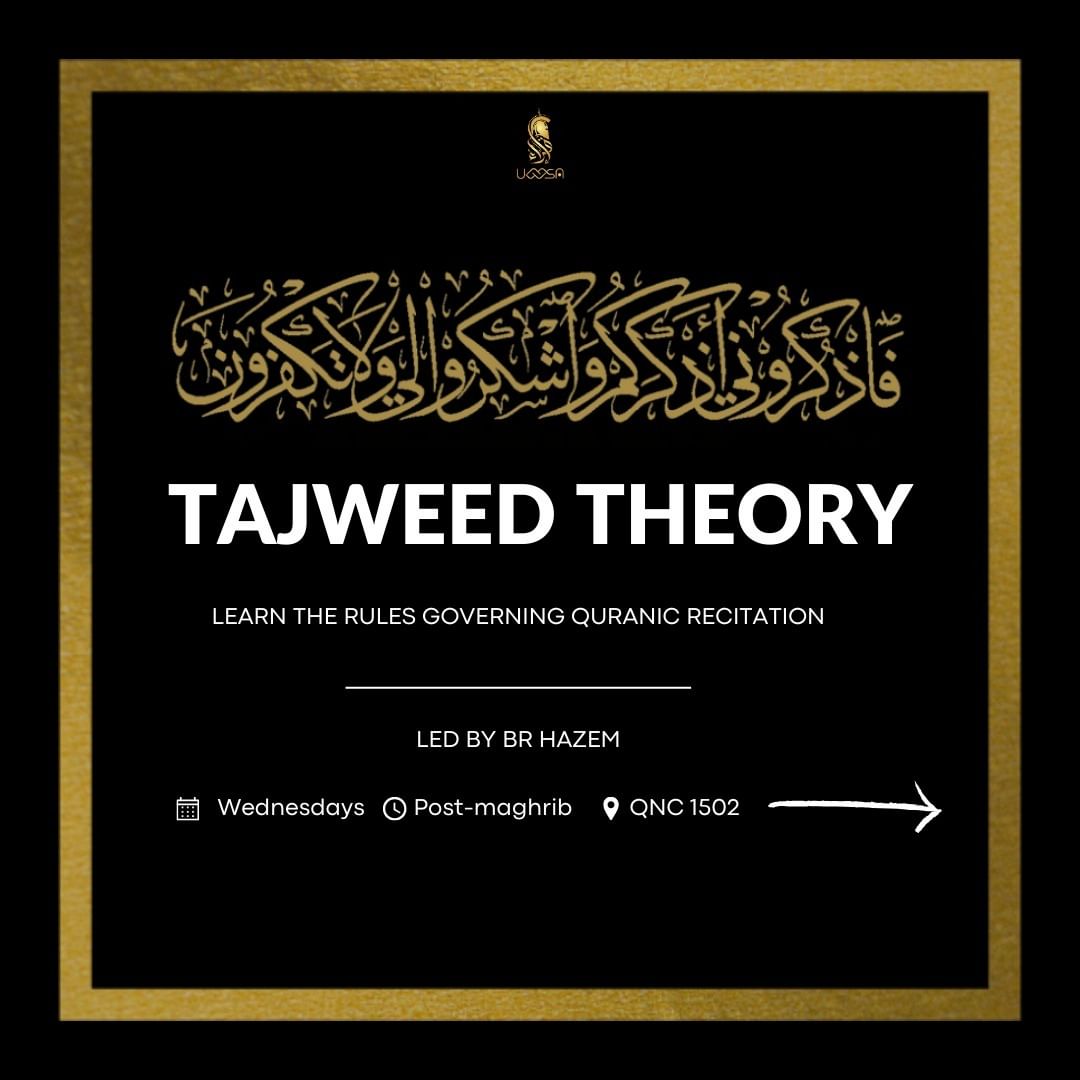 فَاذْكُرُونِي أَذْكُرْكُمْ وَاشْكُرُوا لِي وَلَا تَكْفُرُونِ
TAJWEED THEORY
LEARN THE RULES GOVERNING QURANIC RECITATION
LED BY BR HAZEM
Wednesdays Post-maghrib QNC 1502